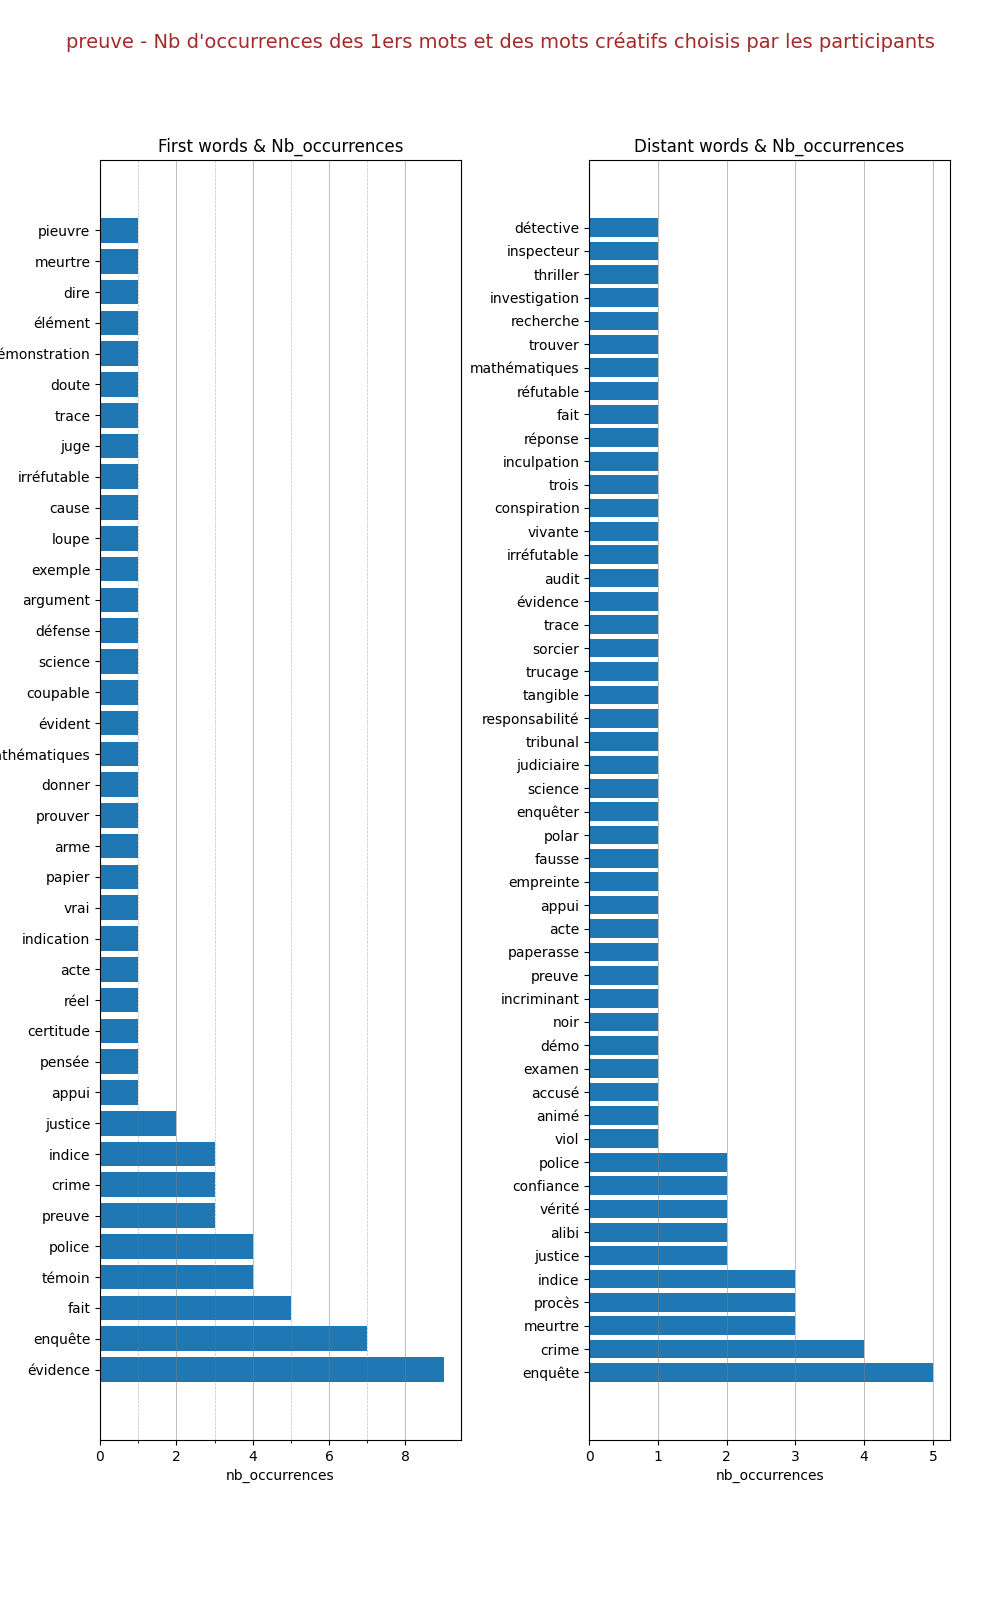 preuve - Nb d'occurrences des 1ers mots et des mots créatifs choisis par les participants
First words & Nb_occurrences
pieuvre
meurtre
dire
élément
émonstration
doute
trace
juge
irréfutable
cause
loupe
exemple
argument
défense
science
coupable
évident
thématiques
donner
prouver
arme
papier
vrai
indication
acte
réel
certitude
pensée
appui
justice
indice
crime
preuve
police
témoin
fait
enquête
évidence
0 2 4 6 8
nb_occurrences
Distant words & Nb_occurrences
détective
inspecteur
thriller
investigation
recherche
trouver
mathématiques
réfutable
fait
réponse
inculpation
trois
conspiration
vivante
irréfutable
audit
évidence
trace
sorcier
trucage
tangible
responsabilité
tribunal
judiciaire
science
enquêter
polar
fausse
empreinte
appui
acte
paperasse
preuve
incriminant
noir
démo
examen
accusé
animé
viol
police
confiance
vérité
alibi
justice
indice
procès
meurtre
crime
enquête
0 1 2 3 4 5
nb_occurrences